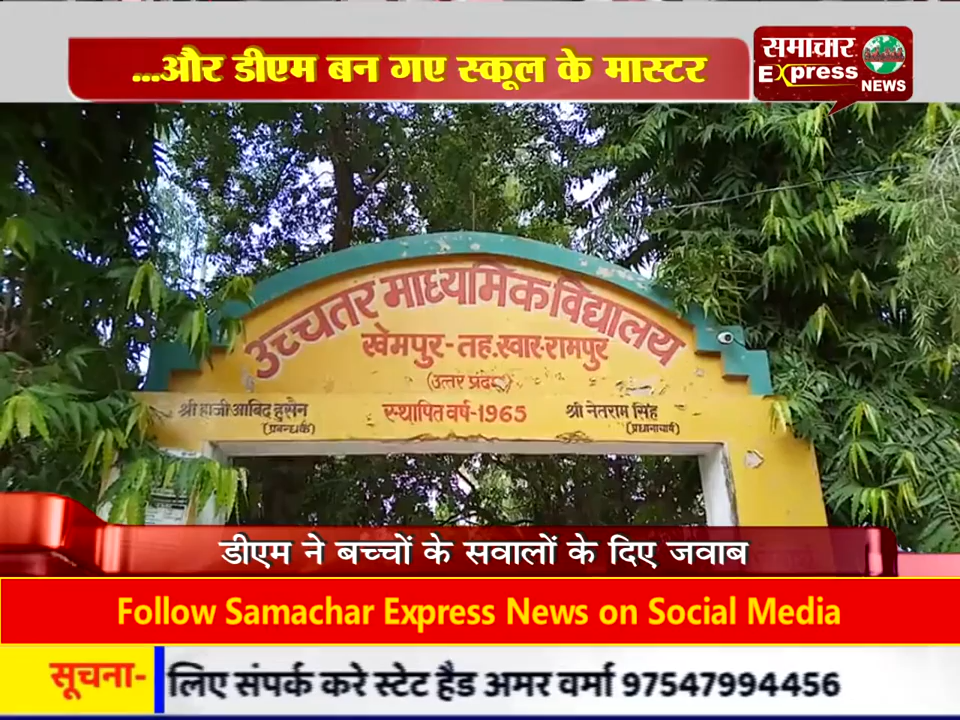 ...और डीएम बन गए स्कूल के मास्टर
समाचार
Express
NEWS
उच्चतर माध्यमिक विद्यालय
खेमपुर-तह.स्वार-रामपुर
(उत्तर प्रदेश)
श्री हाजी आबिद हुसैन
(प्रबन्धक)
स्थापित वर्ष-1965
श्री नेतराम सिंह
(प्रधानाचार्य)
डीएम ने बच्चों के सवालों के दिए जवाब
Follow Samachar Express News on Social Media
सूचना- लिए संपर्क करे स्टेट हैड अमर वर्मा 97547994456